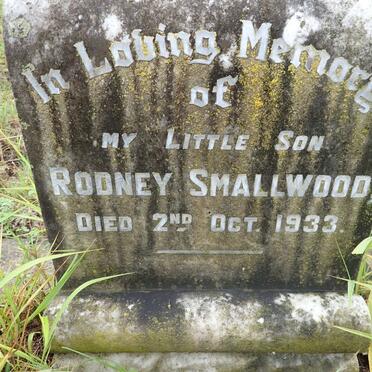 In Loving Memory
of
MY LITTLE SON
RODNEY SMALLWOOD
DIED 2ND OCT. 1933.